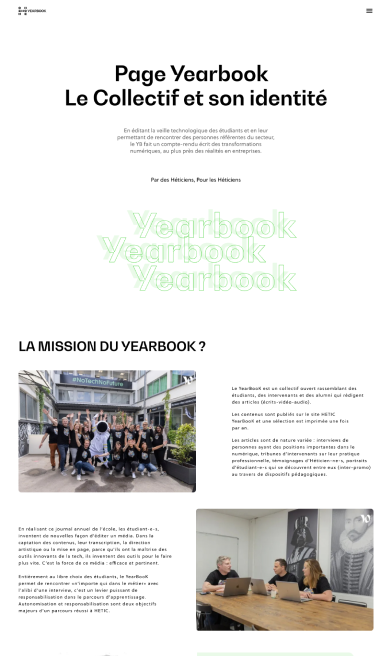 YEARBOOK
Page Yearbook
Le Collectif et son identité
En éditant la veille technologique des étudiants et en leur
permettant de rencontrer des personnes référentes du secteur,
le YB fait un compte-rendu écrit des transformations
numériques, au plus près des réalités en entreprises.
Par des Héticiens, Pour les Héticiens
Yearbook
Yearbook
Yearbook
LA MISSION DU YEARBOOK ?
#NoTechNoFuture
Le YearBooK est un collectif ouvert rassemblant des
étudiants, des intervenants et des alumni qui rédigent
des articles (écrits-vidéo-audio).
Les contenus sont publiés sur le site HETIC
YearBooK et une sélection est imprimée une fois
par an.
Les articles sont de nature variée : interviews de
personnes ayant des positions importantes dans le
numérique, tribunes d'intervenants sur leur pratique
professionnelle, témoignages d'Héticien-ne-s, portraits
d'étudiant-e-s qui se découvrent entre eux (inter-promo)
au travers de dispositifs pédagogiques.
En réalisant ce journal annuel de l'école, les étudiant-e-s,
inventent de nouvelles façon d'éditer un média. Dans la
captation des contenus, leur transcription, la direction
artistique ou la mise en page, parce qu'ils ont la maîtrise des
outils innovants de la tech, ils inventent des outils pour le faire
plus vite. C'est la force de ce média : efficace et pertinent.
Entièrement au libre choix des étudiants, le YearBooK
permet de rencontrer «n'importe qui dans le métier» avec
l'alibi d'une interview, c'est un levier puissant de
responsabilisation dans le parcours d'apprentissage.
Autonomisation et responsabilisation sont deux objectifs
majeurs d'un parcours réussi à HETIC.